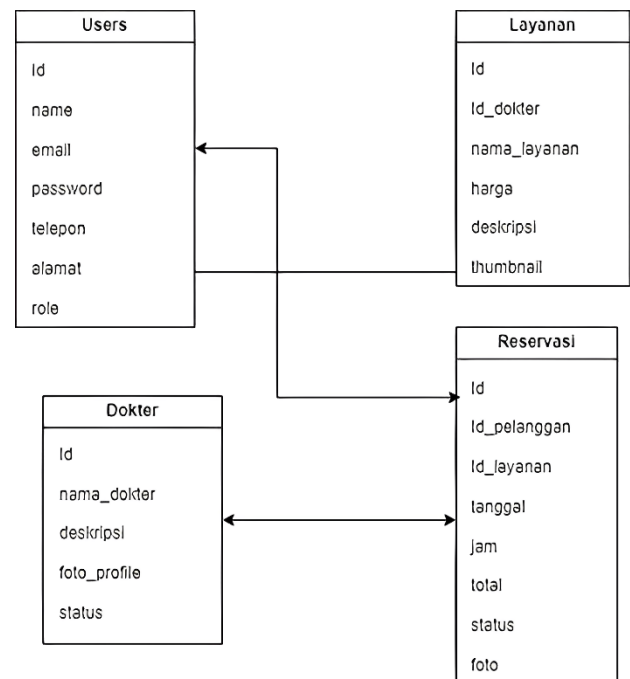 Users
Id
name
email
password
telepon
alamat
role
Layanan
Id
Id_dokter
nama_layanan
harga
deskripsi
thumbnail
Dokter
Id
nama_dokter
deskripsi
foto_profile
status
Reservasi
Id
Id_pelanggan
Id_layanan
tanggal
jam
total
status
foto